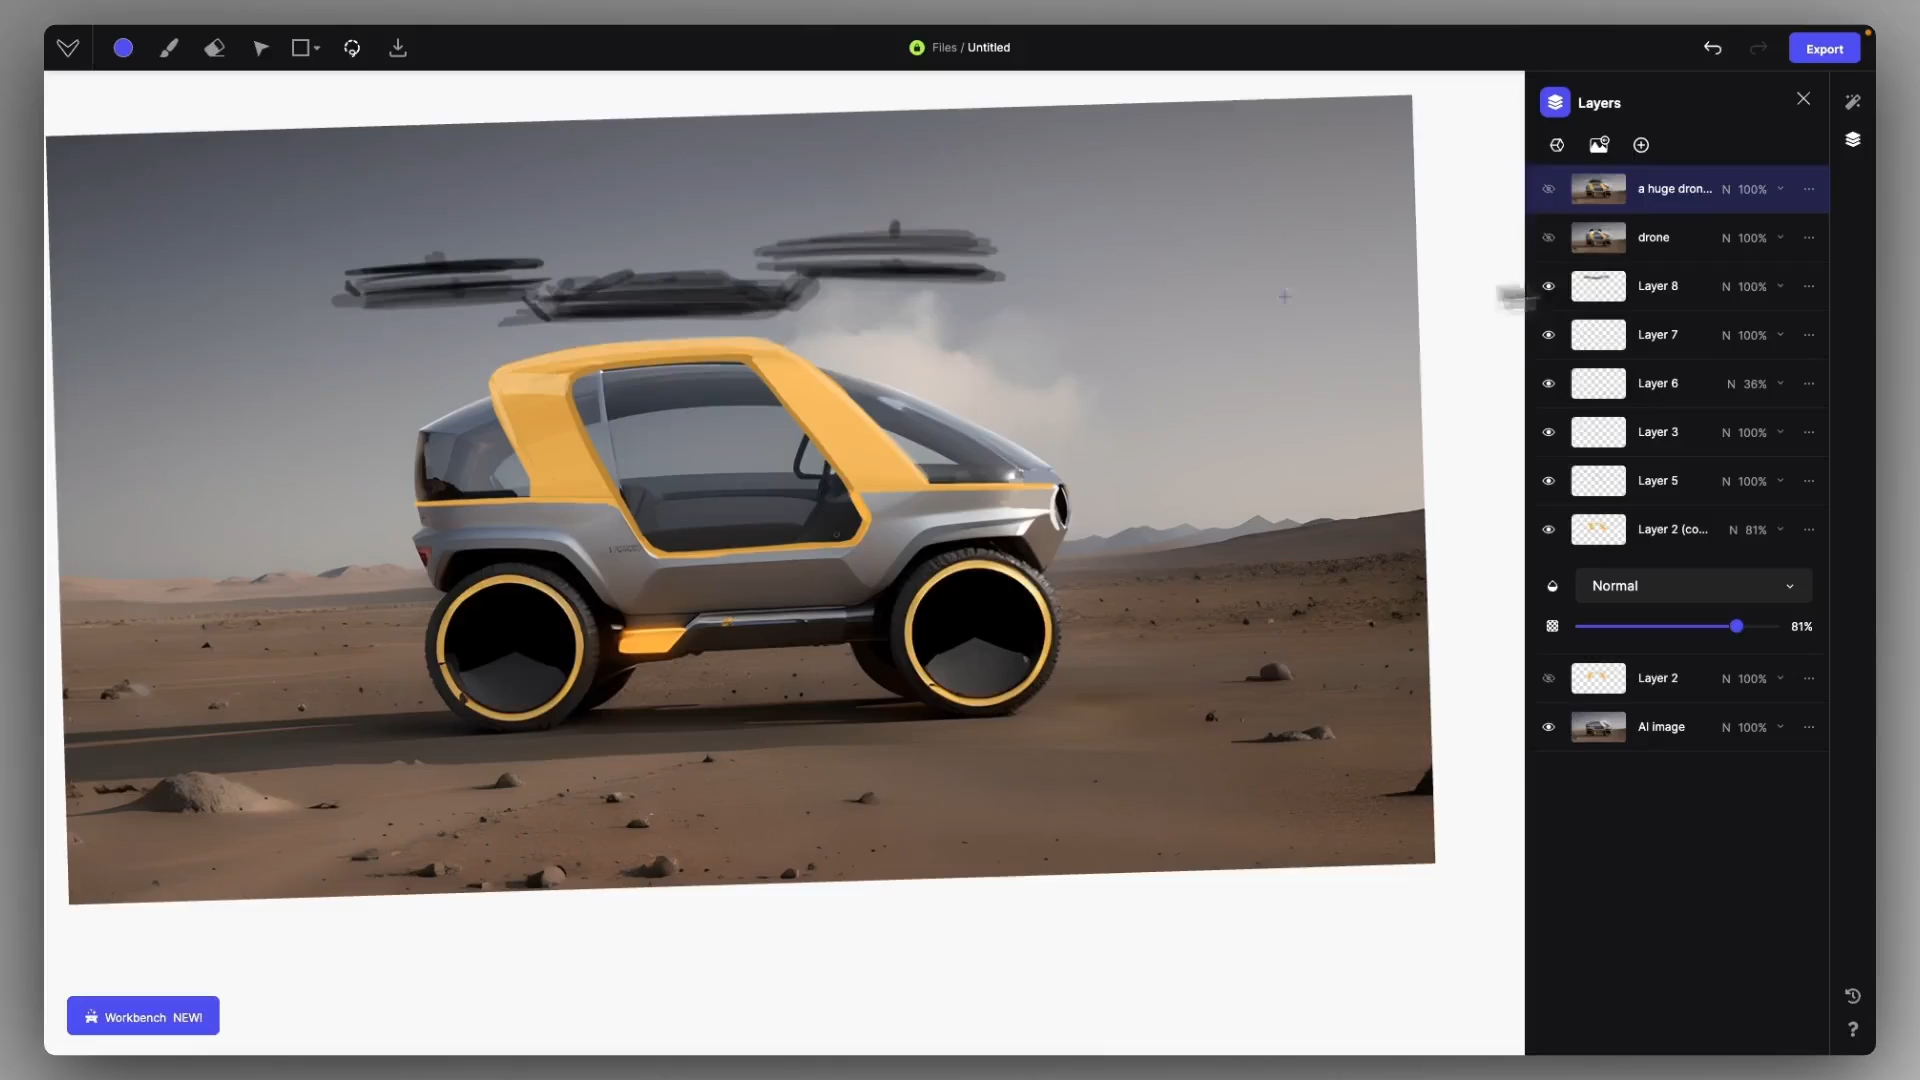 Files / Untitled
Export
Layers
a huge dron... N 100%
drone N 100%
Layer 8 N 100%
Layer 7 N 100%
Layer 6 N 36%
Layer 3 N 100%
Layer 5 N 100%
Layer 2 (co... N 81%
Normal
81%
Layer 2 N 100%
AI image N 100%
Workbench NEW!
?